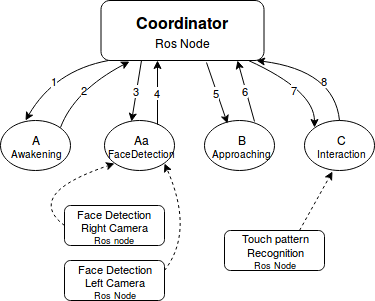 Coordinator
Ros Node
1
2
3
4
5
6
7
8
A
Awakening
Aa
FaceDetection
B
Approaching
C
Interaction
Face Detection
Right Camera
Ros node
Touch pattern
Recognition
Ros Node
Face Detection
Left Camera
Ros node